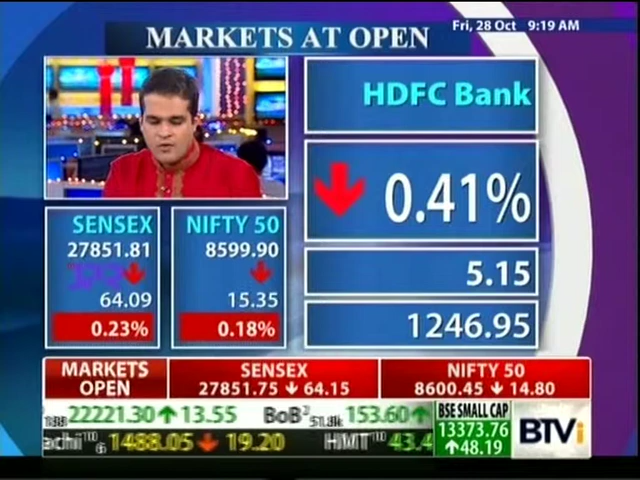 Fri, 28 Oct 9:19 AM
MARKETS AT OPEN
HDFC Bank
0.41%
5.15
1246.95
SENSEX
27851.81
64.09
0.23%
NIFTY 50
8599.90
15.35
0.18%
MARKETS OPEN
SENSEX
27851.75 64.15
NIFTY 50
8600.45 14.80
22221.30 13.55 BoB 153.60
1488.05 19.20 HMT 43.4
BSE SMALL CAP
13373.76
48.19
BTVi